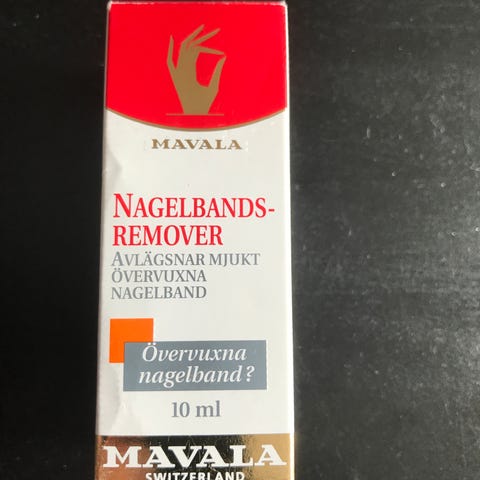 MAVALA
NAGELBANDS-
REMOVER
AVLÄGSNAR MJUKT
ÖVERVUXNA
NAGELBAND
Övervuxna
nagelband?
10 ml
MAVALA
SWITZERLAND